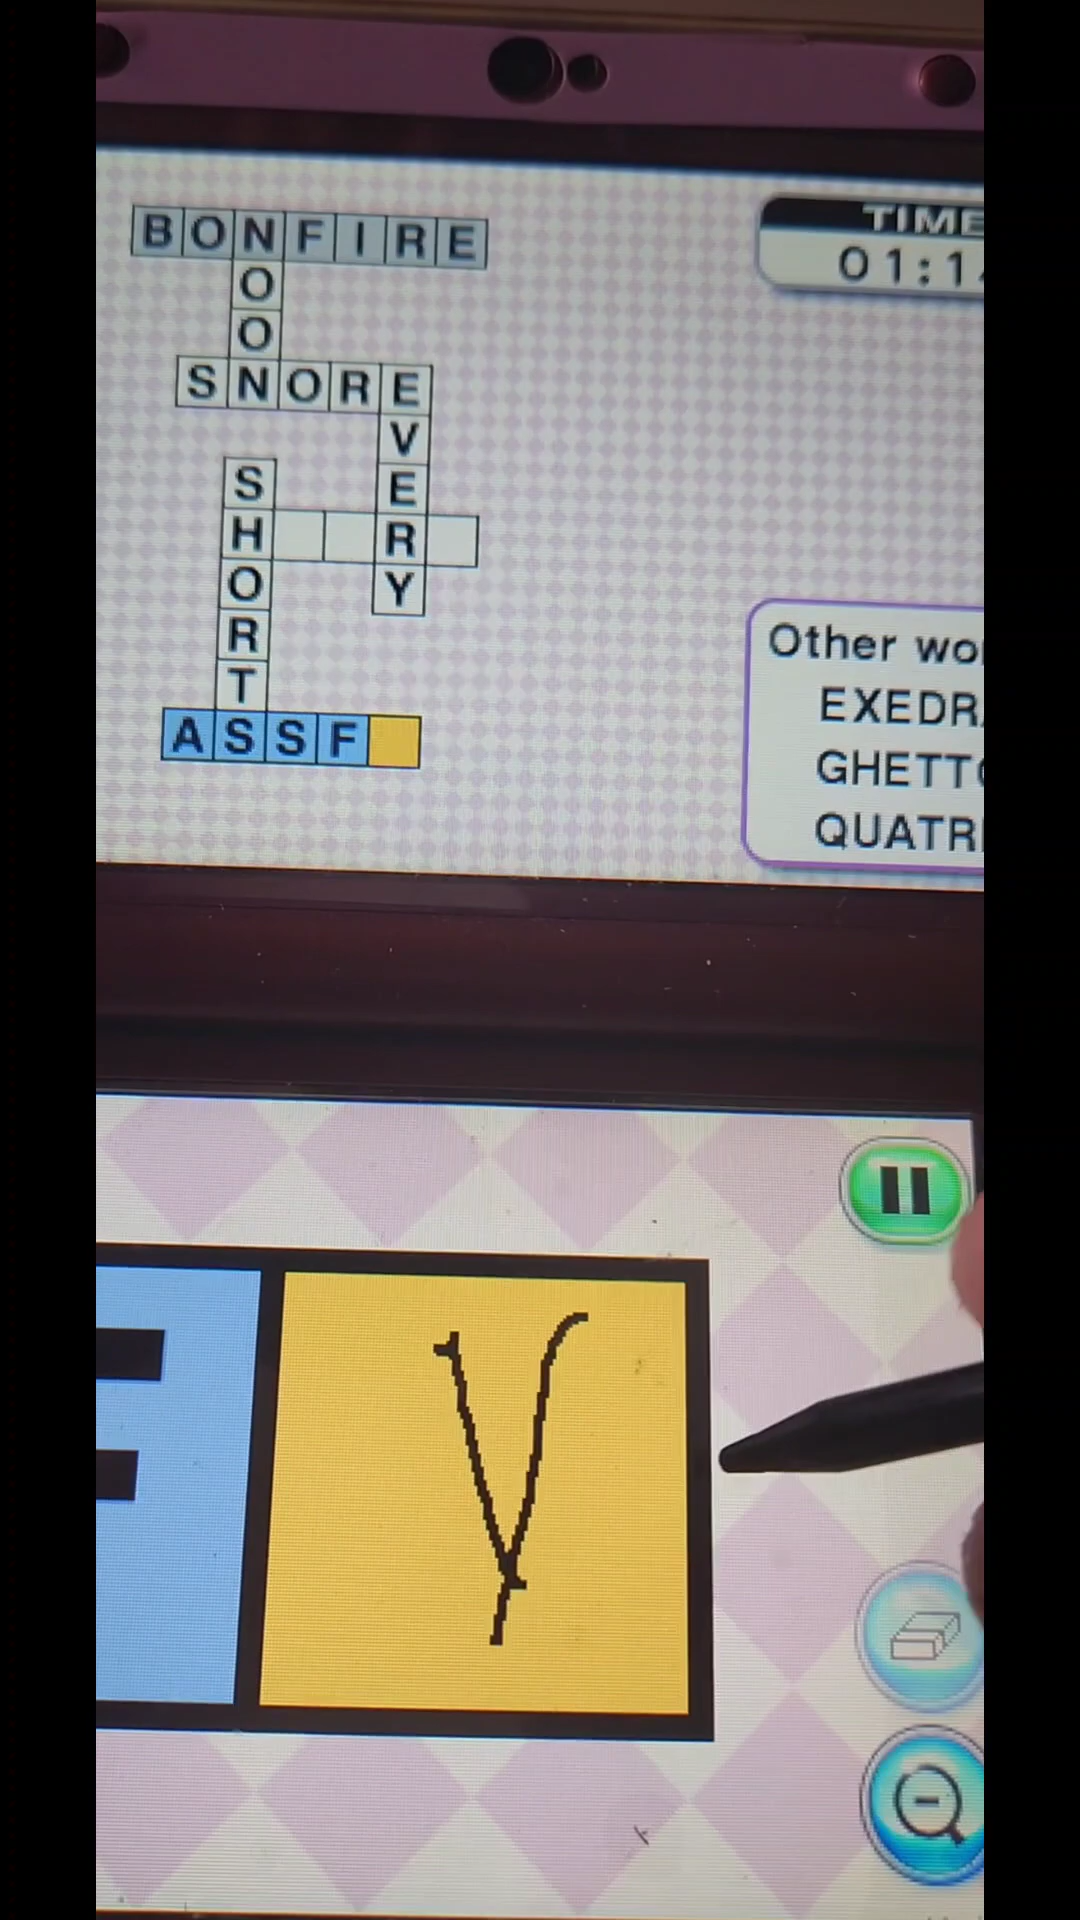 BONFIRE
TIME
01:1
O
O
SNORE
V
S
E
H
R
O
Y
R
T
ASSF
Other wo
EXEDR
GHETT
QUATR
Y